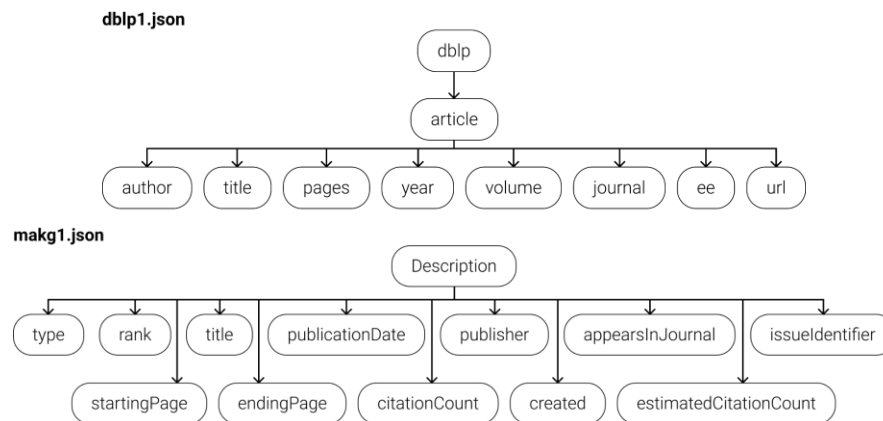 dblp1.json
dblp
article
author title pages year volume journal ee url
makg1.json
Description
type rank title publicationDate publisher appearsInJournal issueIdentifier
startingPage endingPage citationCount created estimatedCitationCount